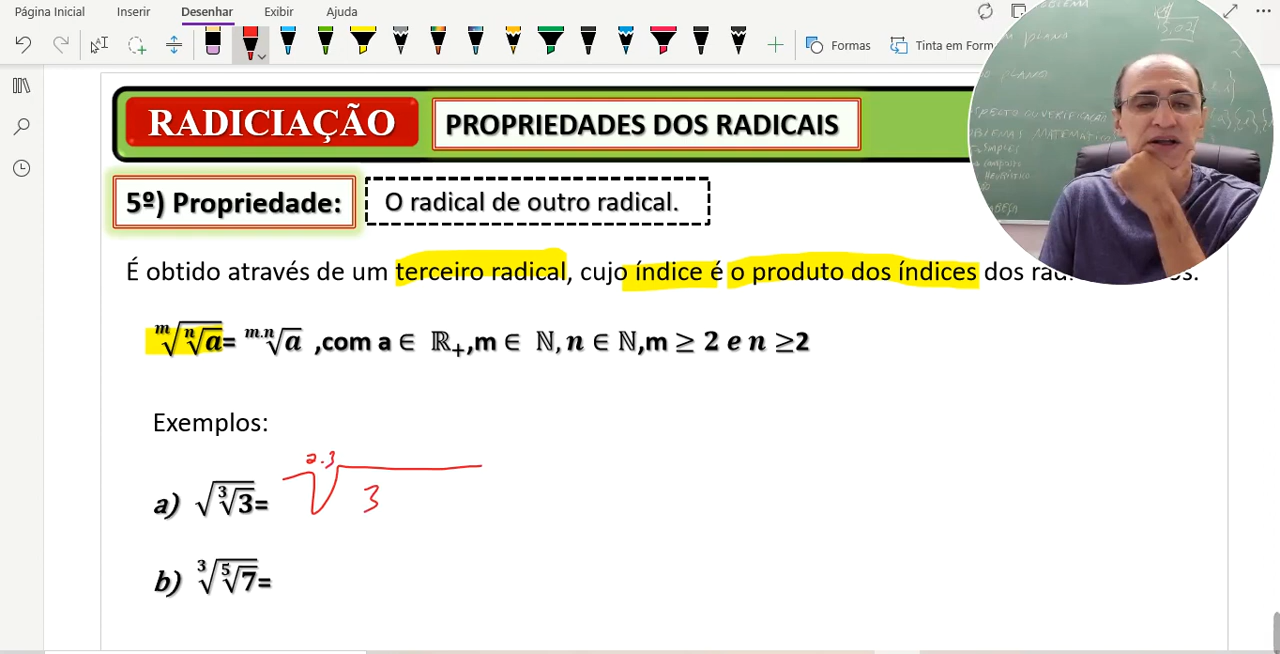 Página Inicial Inserir Desenhar Exibir Ajuda
Formas Tinta em Form
RADICIAÇÃO PROPRIEDADES DOS RADICAIS
5º) Propriedade: O radical de outro radical.
É obtido através de um terceiro radical, cujo índice é o produto dos índices dos
ᵐ√ⁿ√a = ᵐ·ⁿ√a ,com a ∈ ℝ₊,m ∈ ℕ, n ∈ ℕ,m ≥ 2 e n ≥2
Exemplos:
a) √³√3= ²·³√3
b) ³√⁵√7=